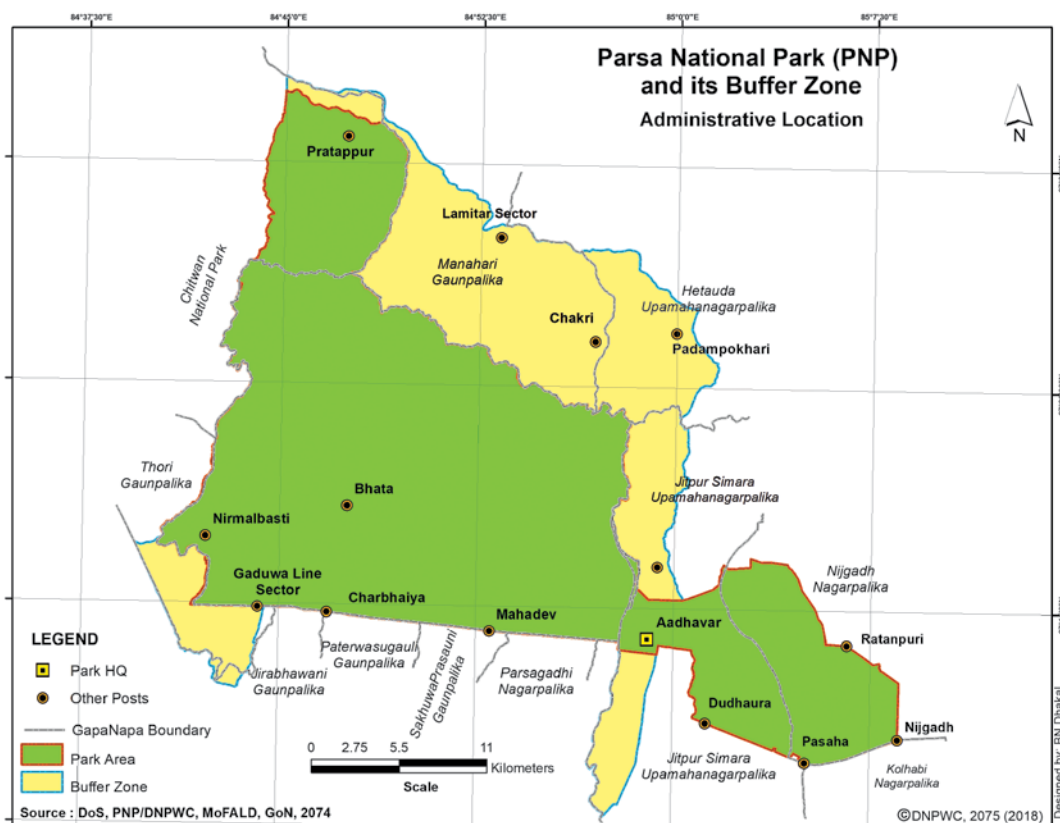 84°37'30"E
84°45'0"E
84°52'30"E
85°0'0"E
85°7'30"E
Parsa National Park (PNP)
and its Buffer Zone
Administrative Location
N
Pratappur
Lamitar Sector
Manahari
Gaunpalika
Chitwan
National Park
Hetauda
Upamahanagarpalika
Chakri
Padampokhari
Thori
Gaunpalika
Bhata
Jitpur Simara
Upamahanagarpalika
Nirmalbasti
Gaduwa Line
Sector
Charbhaiya
Mahadev
Aadhavar
Nijgadh
Nagarpalika
Ratanpuri
Jirabhawani
Gaunpalika
Paterwasugauli
Gaunpalika
SakhuwaPrasauni
Gaunpalika
Parsagadhi
Nagarpalika
Dudhaura
Pasaha
Nijgadh
Jitpur Simara
Upamahanagarpalika
Kolhabi
Nagarpalika
LEGEND
Park HQ
Other Posts
GapaNapa Boundary
Park Area
Buffer Zone
0 2.75 5.5 11
Kilometers
Scale
Source : DoS, PNP/DNPWC, MoFALD, GoN, 2074
©DNPWC, 2075 (2018)
Designed by: BN Dhakal